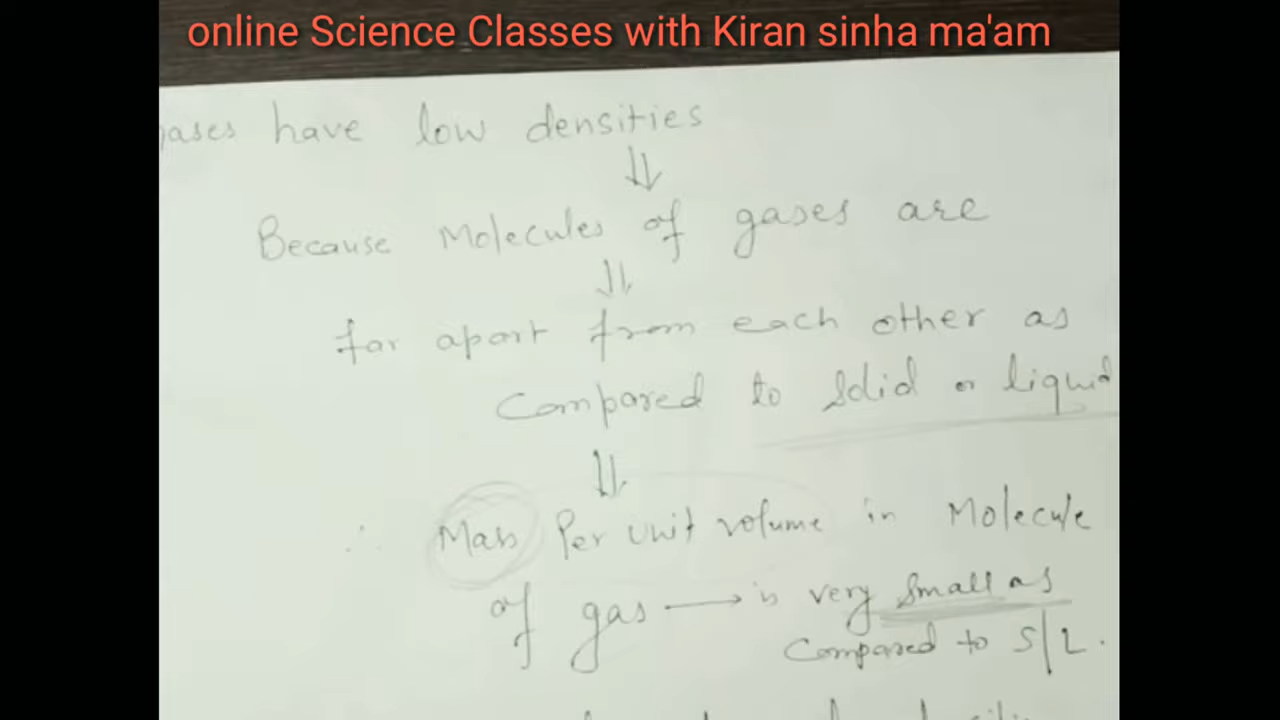 online Science Classes with Kiran sinha ma'am
gases have low densities
Because Molecules of gases are
far apart from each other as
Compared to Solid or liquid
∴ Mass Per unit volume in Molecule
of gas → is very small as
Compared to S/L.